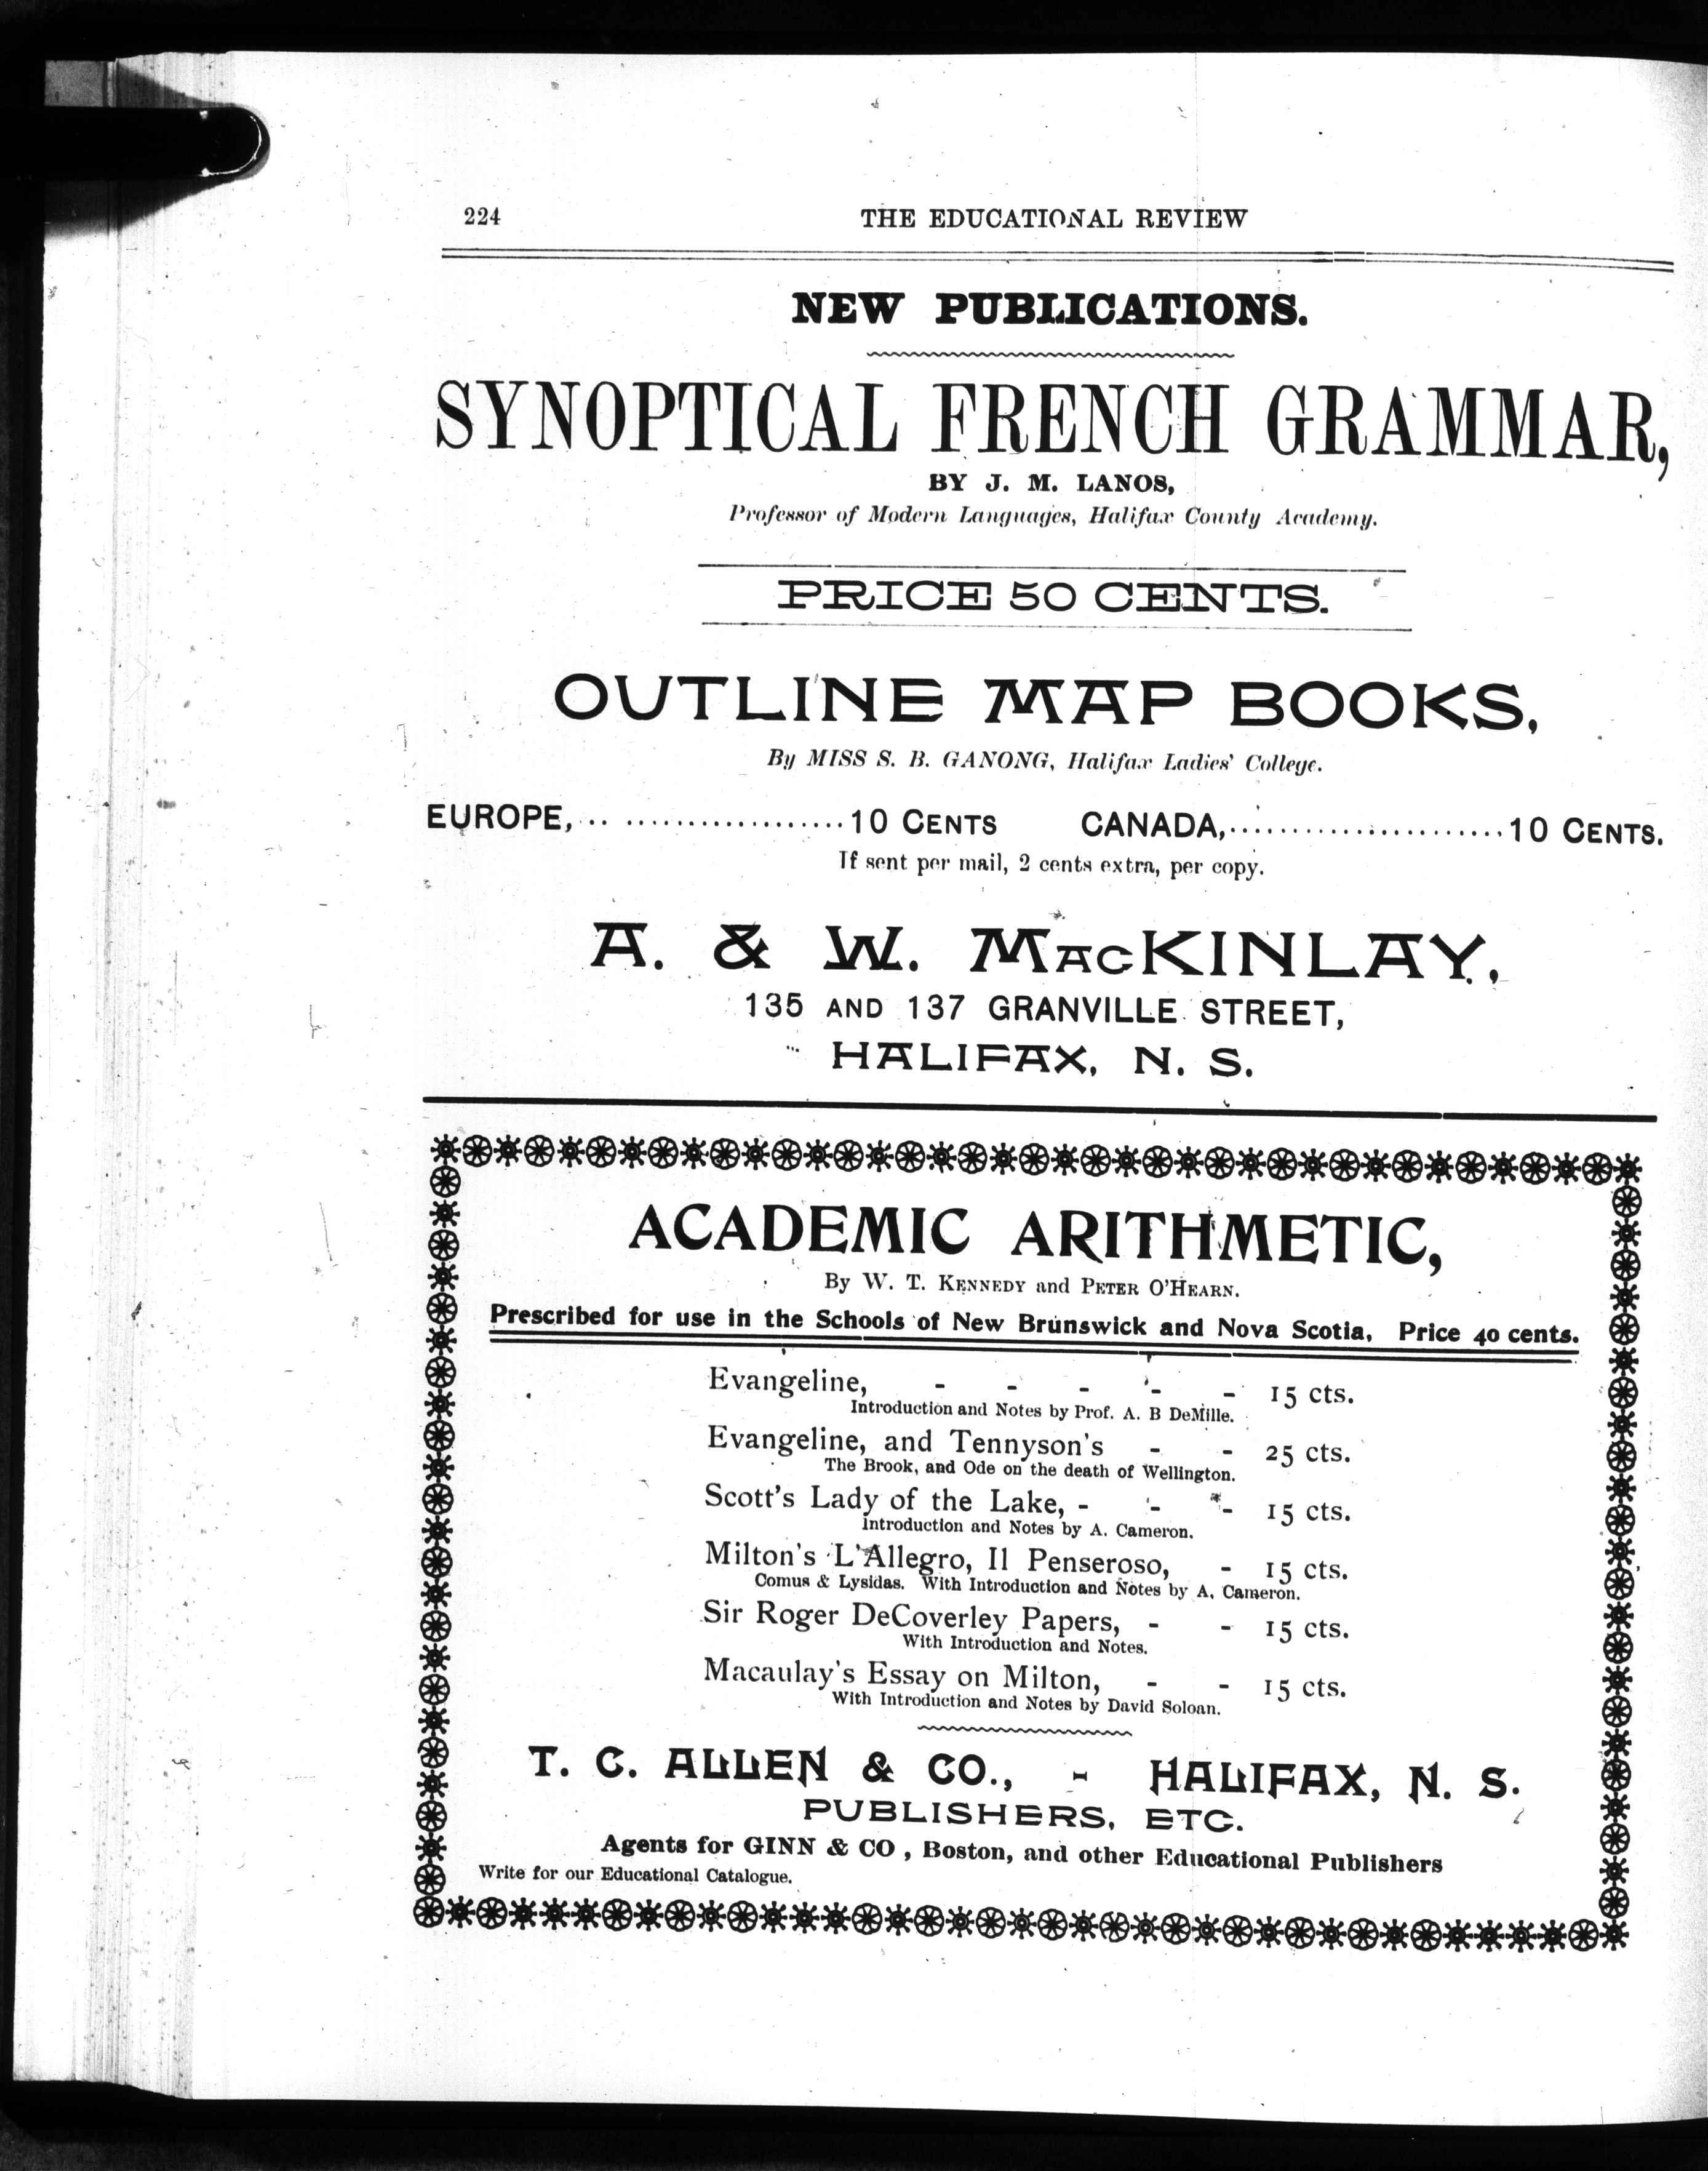 224
THE EDUCATIONAL REVIEW
NEW PUBLICATIONS.
SYNOPTICAL FRENCH GRAMMAR,
BY J. M. LANOS,
Professor of Modern Languages, Halifax County Academy.
PRICE 50 CENTS.
OUTLINE MAP BOOKS,
By MISS S. B. GANONG, Halifax Ladies' College.
EUROPE, .. ................... 10 CENTS CANADA, ......................... 10 CENTS.
If sent per mail, 2 cents extra, per copy.
A. & W. MACKINLAY,
135 AND 137 GRANVILLE STREET,
HALIFAX, N. S.
ACADEMIC ARITHMETIC,
By W. T. KENNEDY and PETER O'HEARN.
Prescribed for use in the Schools of New Brunswick and Nova Scotia, Price 40 cents.
Evangeline, - - - - - 15 cts.
Introduction and Notes by Prof. A. B DeMille.
Evangeline, and Tennyson's - - 25 cts.
The Brook, and Ode on the death of Wellington.
Scott's Lady of the Lake, - - - 15 cts.
Introduction and Notes by A. Cameron.
Milton's L'Allegro, Il Penseroso, - 15 cts.
Comus & Lysidas. With Introduction and Notes by A. Cameron.
Sir Roger DeCoverley Papers, - - 15 cts.
With Introduction and Notes.
Macaulay's Essay on Milton, - - 15 cts.
With Introduction and Notes by David Soloan.
T. C. ALLEN & CO., - HALIFAX, N. S.
PUBLISHERS, ETC.
Agents for GINN & CO , Boston, and other Educational Publishers
Write for our Educational Catalogue.